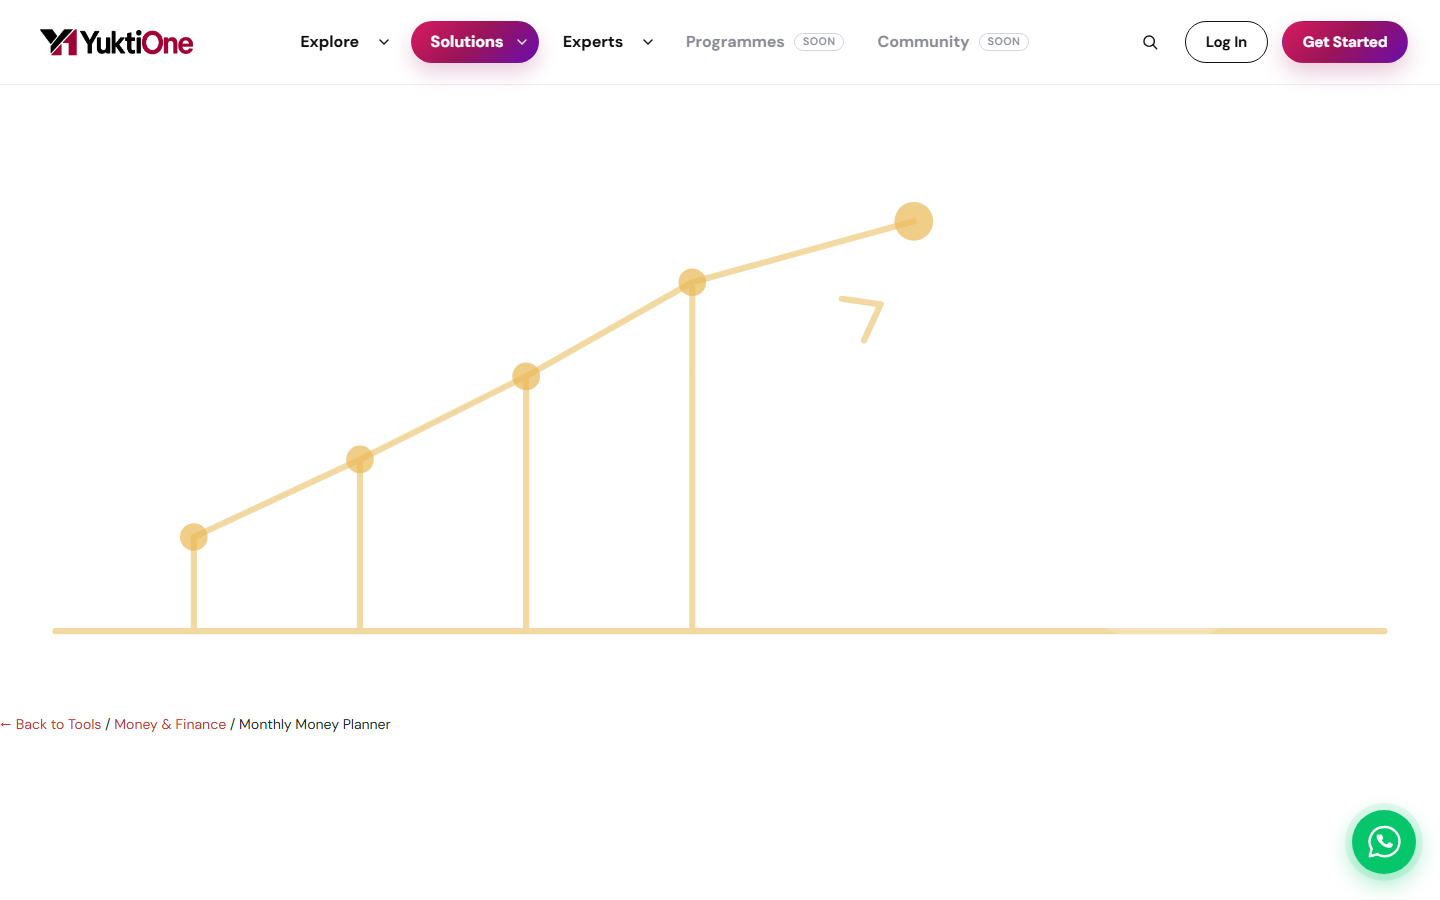 YuktiOne
Explore
Solutions
Experts
Programmes SOON
Community SOON
Log In
Get Started
← Back to Tools / Money & Finance / Monthly Money Planner